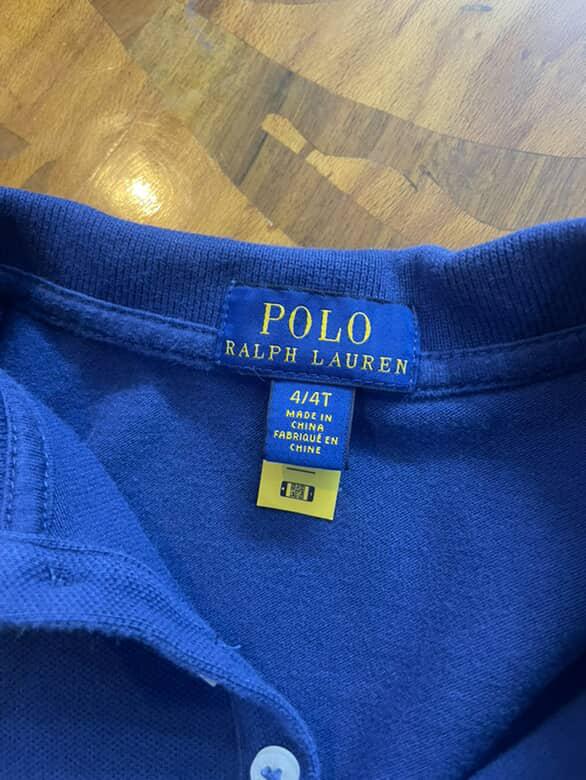 POLO
RALPH LAUREN
4/4T
MADE IN
CHINA
FABRIQUÉ EN
CHINE